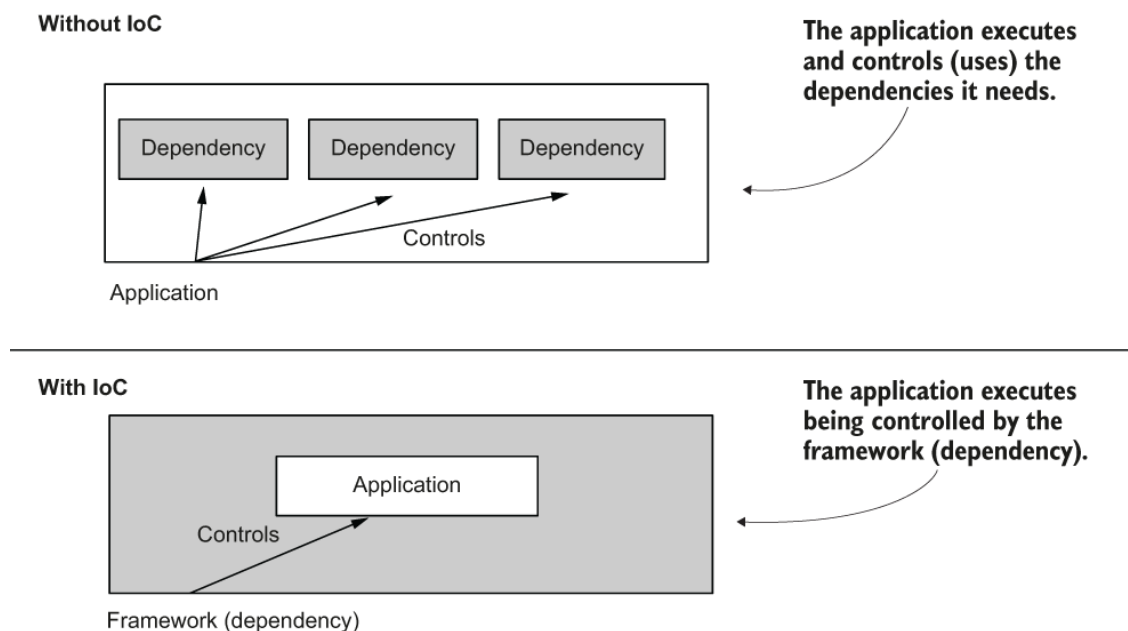 Without IoC
The application executes
and controls (uses) the
dependencies it needs.
Dependency
Dependency
Dependency
Controls
Application
With IoC
The application executes
being controlled by the
framework (dependency).
Application
Controls
Framework (dependency)